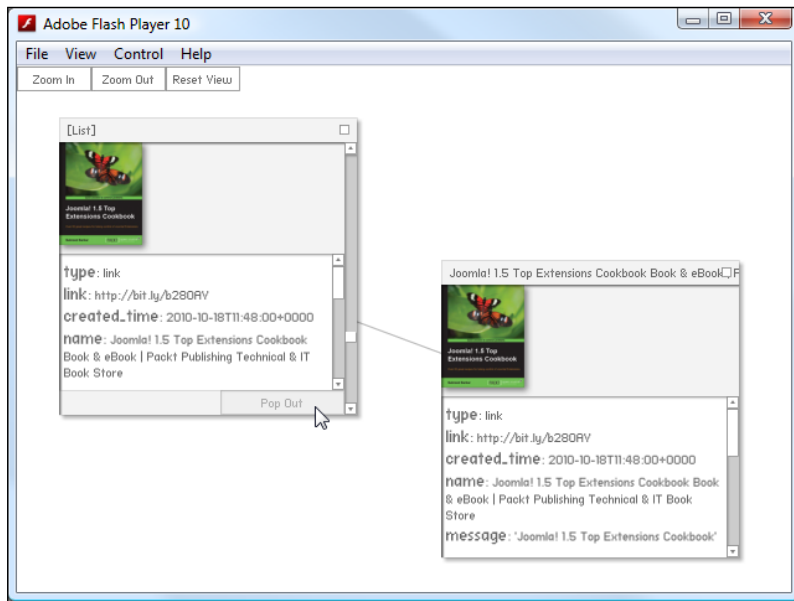 Adobe Flash Player 10
File View Control Help
Zoom In Zoom Out Reset View
[List]
Joomla! 1.5 Top
Extensions Cookbook
type: link
link: http://bit.ly/b280AV
created_time: 2010-10-18T11:48:00+0000
name: Joomla! 1.5 Top Extensions Cookbook
Book & eBook | Packt Publishing Technical & IT
Book Store
Pop Out
Joomla! 1.5 Top Extensions Cookbook Book & eBook
Joomla! 1.5 Top
Extensions Cookbook
type: link
link: http://bit.ly/b280AV
created_time: 2010-10-18T11:48:00+0000
name: Joomla! 1.5 Top Extensions Cookbook Book
& eBook | Packt Publishing Technical & IT Book
Store
message: 'Joomla! 1.5 Top Extensions Cookbook'